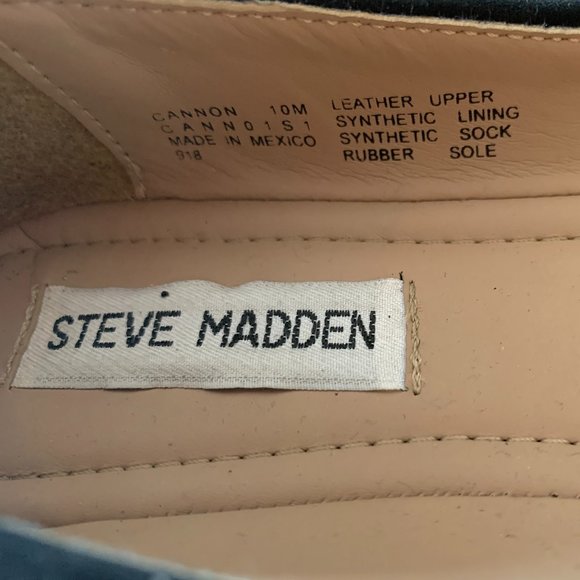 CANNON 10M LEATHER UPPER
CANN01S1 SYNTHETIC LINING
MADE IN MEXICO SYNTHETIC SOCK
918 RUBBER SOLE
STEVE MADDEN